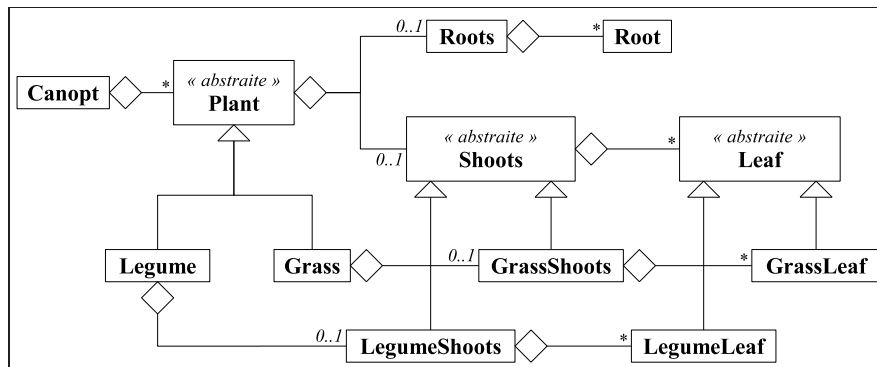 0..1
Roots
*
Root
« abstraite »
Canopt
*
Plant
« abstraite »
« abstraite »
0..1
Shoots
*
Leaf
Legume
Grass
0..1
GrassShoots
*
GrassLeaf
0..1
LegumeShoots
*
LegumeLeaf